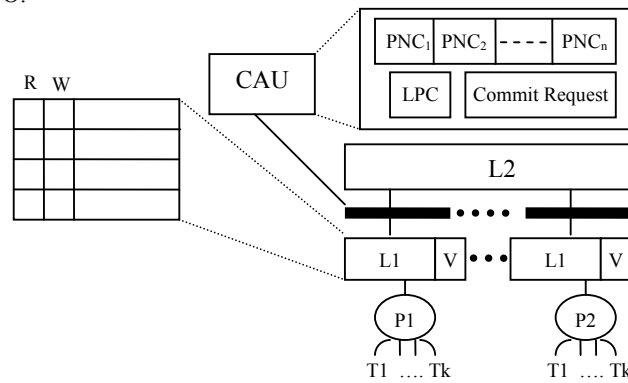 PNC1 PNC2 ---- PNCn
CAU
LPC Commit Request
R W
L2
L1 V L1 V
P1 P2
T1 …. Tk T1 …. Tk